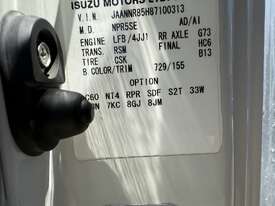 ISUZU MOTORS
V.I.N. JAANNR85H87100313
M.D. NPR5SE AD/AI
ENGINE LFB/4JJ1 RR AXLE G73
TRANS RSM FINAL HC6
TIRE CSK B13
B COLOR/TRIM 729/155
OPTION
C60 NT4 RPR SDF S2T 33W
7KC 8GJ 8JM